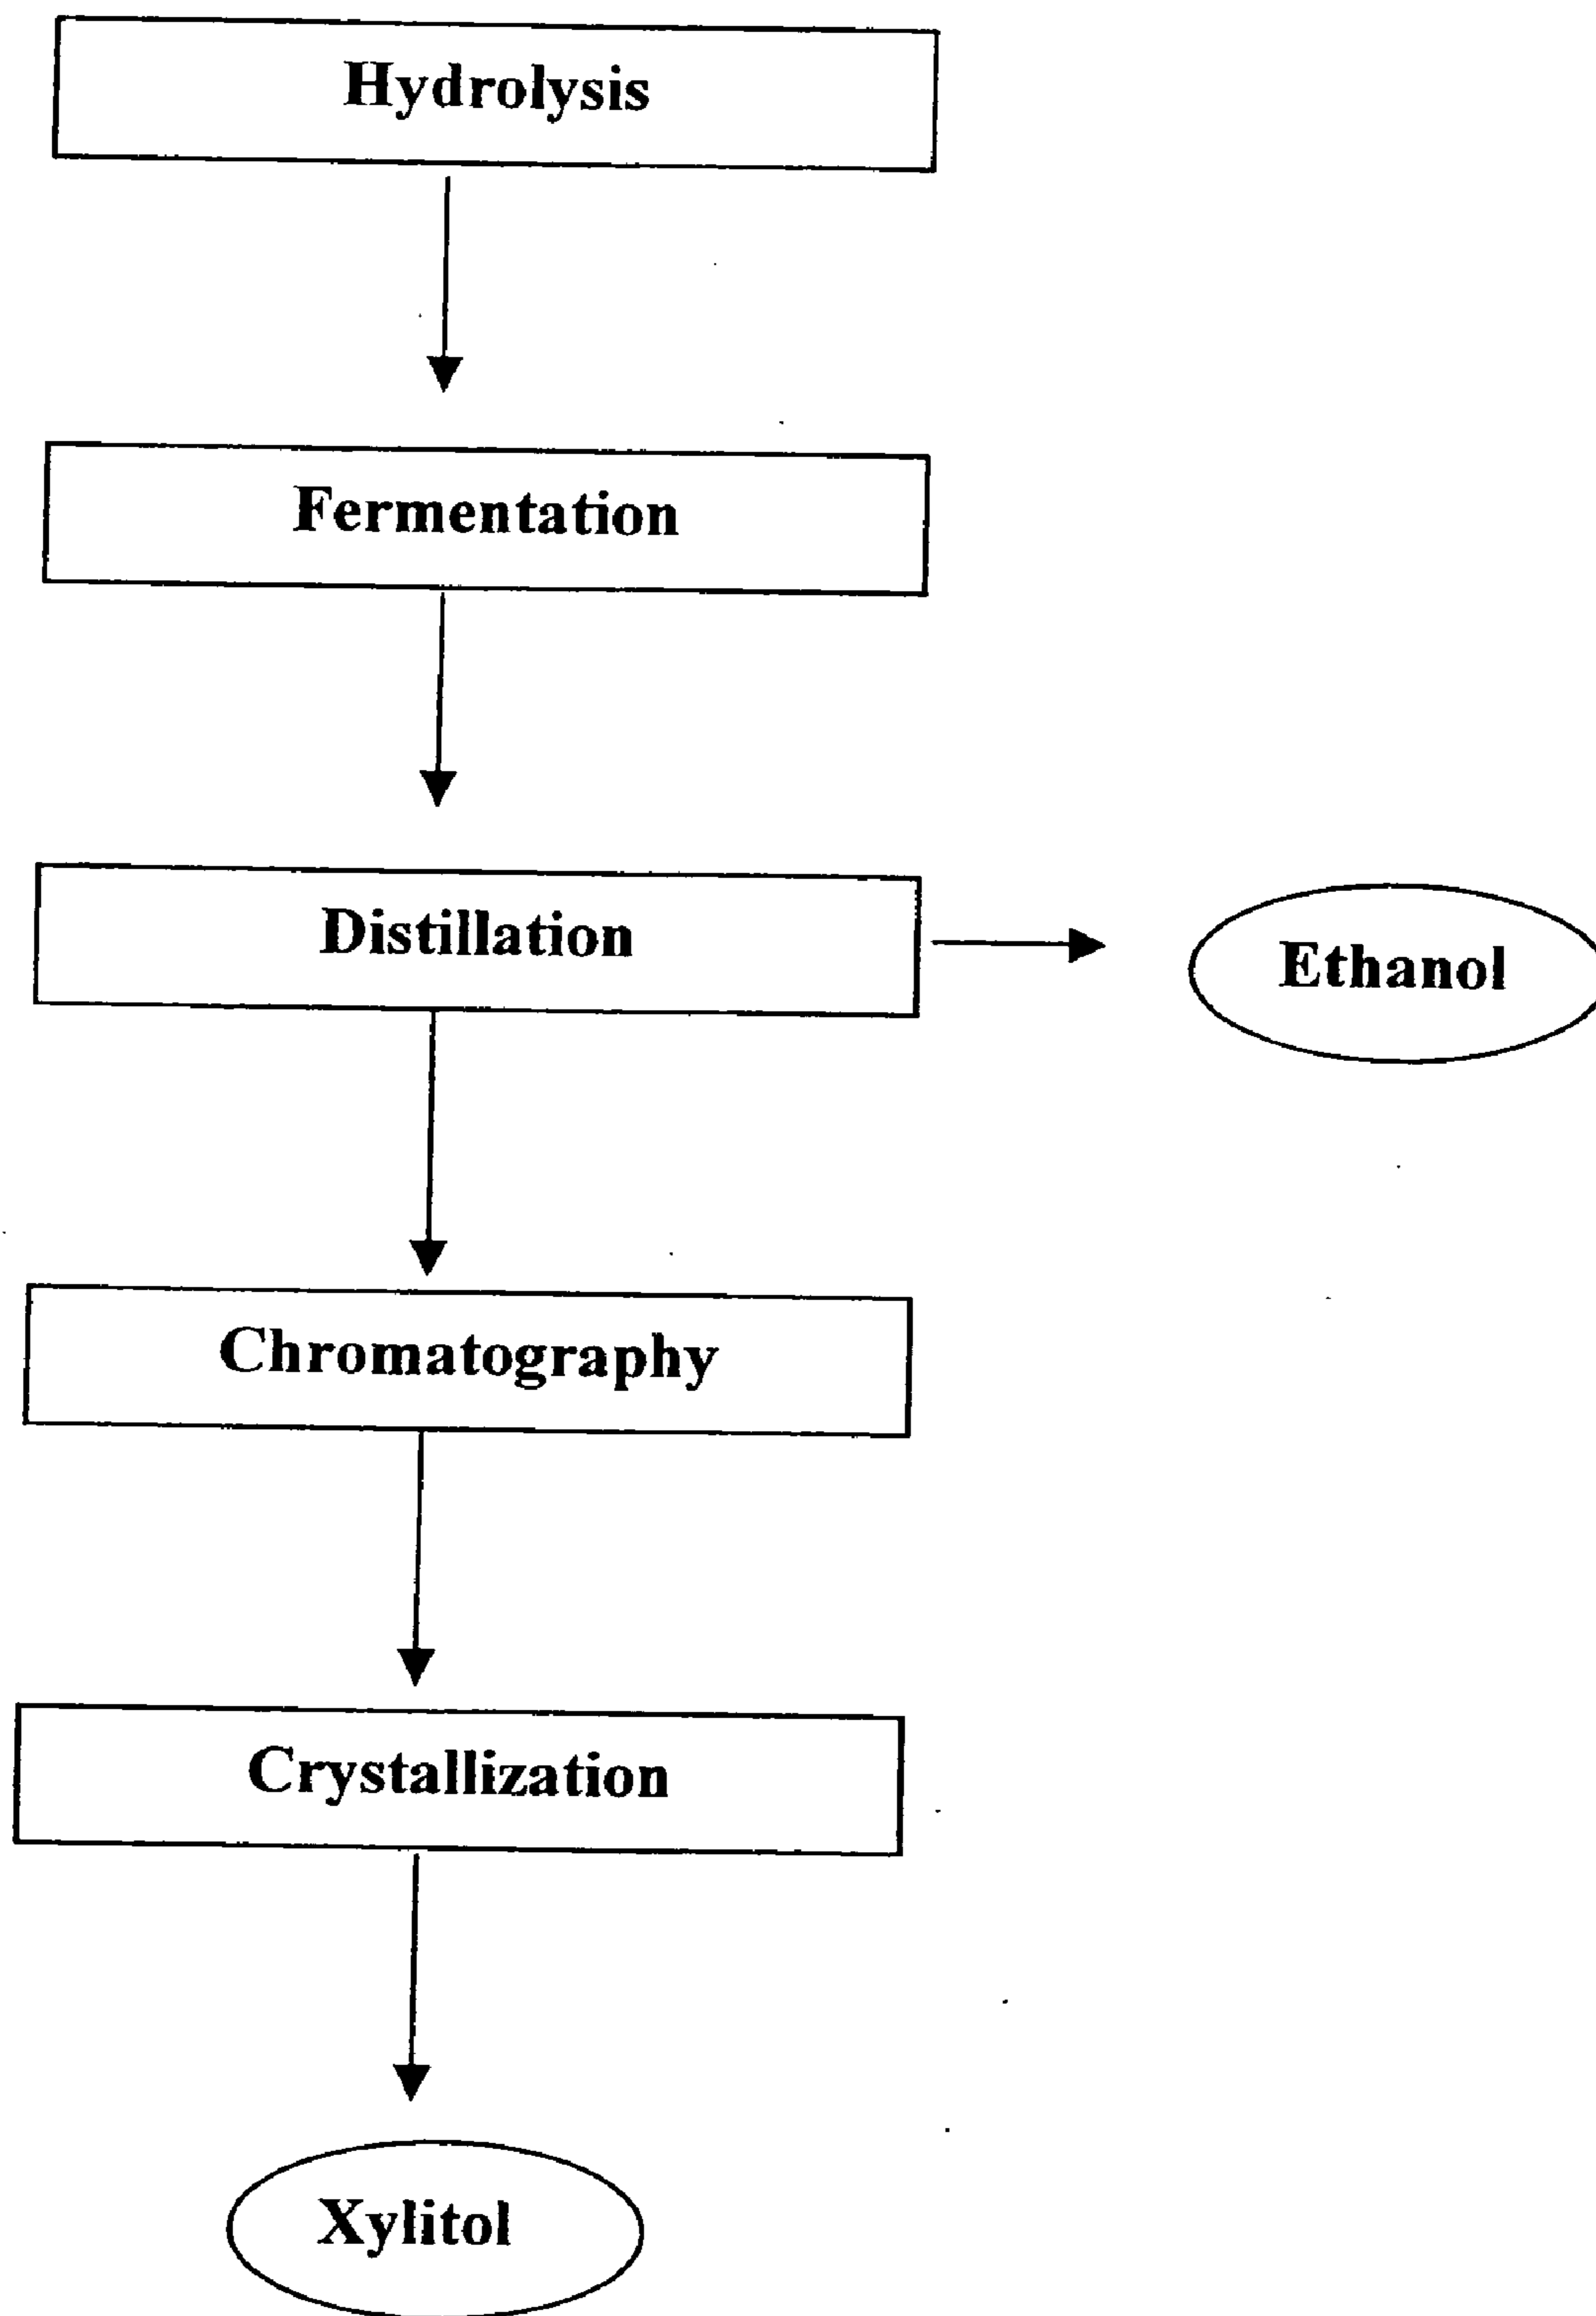 Hydrolysis
Fermentation
Distillation
Ethanol
Chromatography
Crystallization
Xylitol